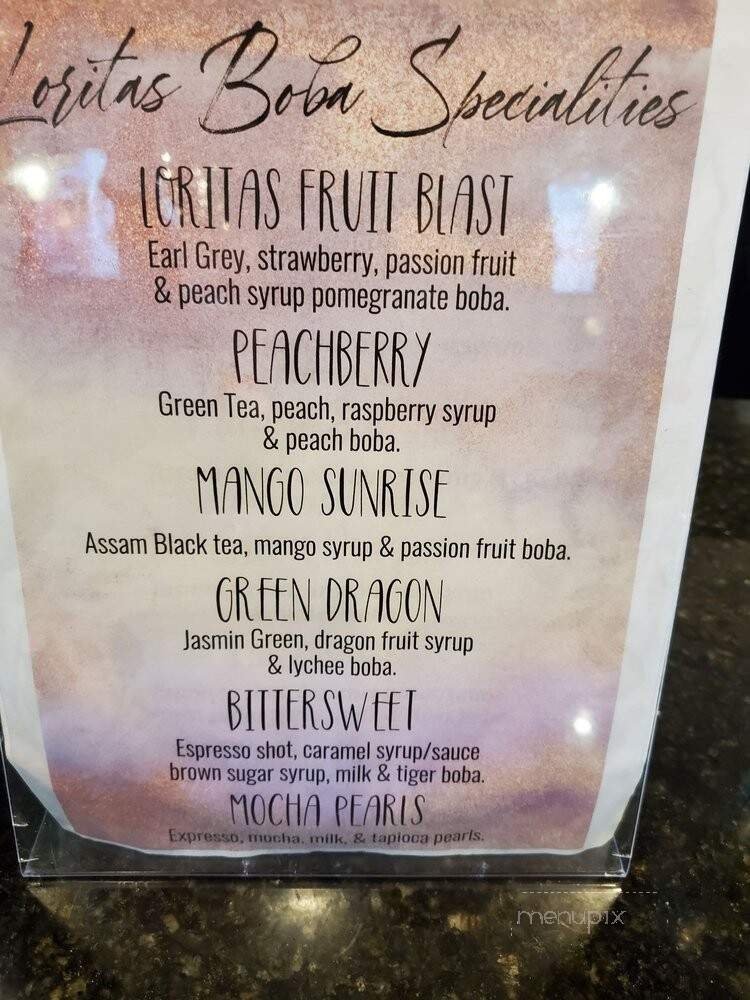 Loritas Boba Specialities
LORITAS FRUIT BLAST
Earl Grey, strawberry, passion fruit
& peach syrup pomegranate boba.
PEACHBERRY
Green Tea, peach, raspberry syrup
& peach boba.
MANGO SUNRISE
Assam Black tea, mango syrup & passion fruit boba.
GREEN DRAGON
Jasmin Green, dragon fruit syrup
& lychee boba.
BITTERSWEET
Espresso shot, caramel syrup/sauce
brown sugar syrup, milk & tiger boba.
MOCHA PEARLS
Expresso, mocha, milk, & tapioca pearls.
menupix